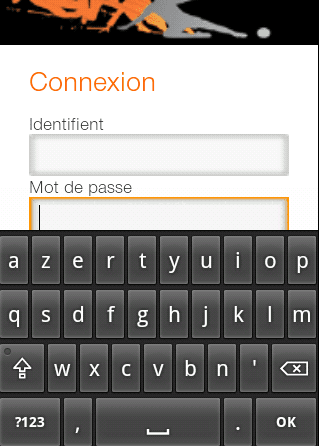 Connexion
Identifient
Mot de passe
a z e r t y u i o p
q s d f g h j k l m
w x c v b n '
?123 , . OK